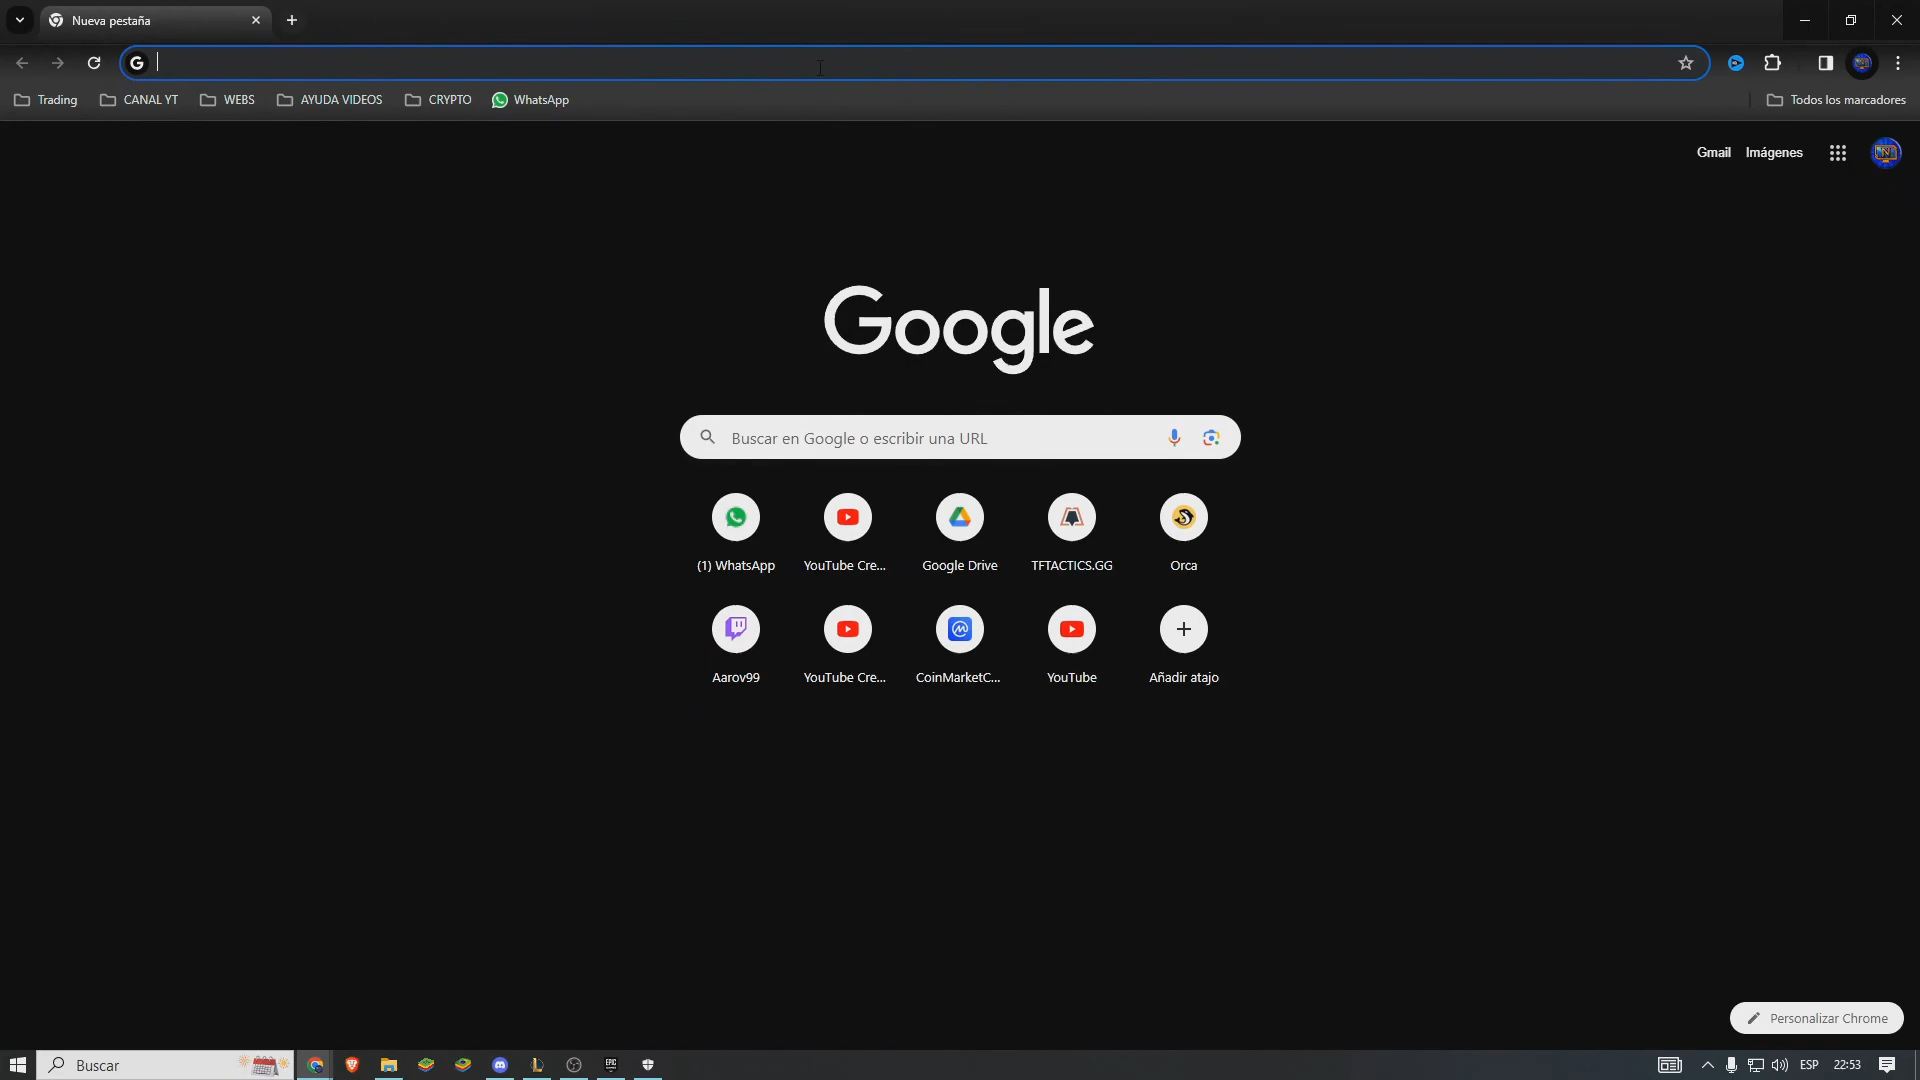 Nueva pestaña
Trading
CANAL YT
WEBS
AYUDA VIDEOS
CRYPTO
WhatsApp
Todos los marcadores
Gmail
Imágenes
Google
Buscar en Google o escribir una URL
(1) WhatsApp
YouTube Cre...
Google Drive
TFTACTICS.GG
Orca
Aarov99
YouTube Cre...
CoinMarketC...
YouTube
Añadir atajo
Personalizar Chrome
Buscar
EPIC
ESP
22:53